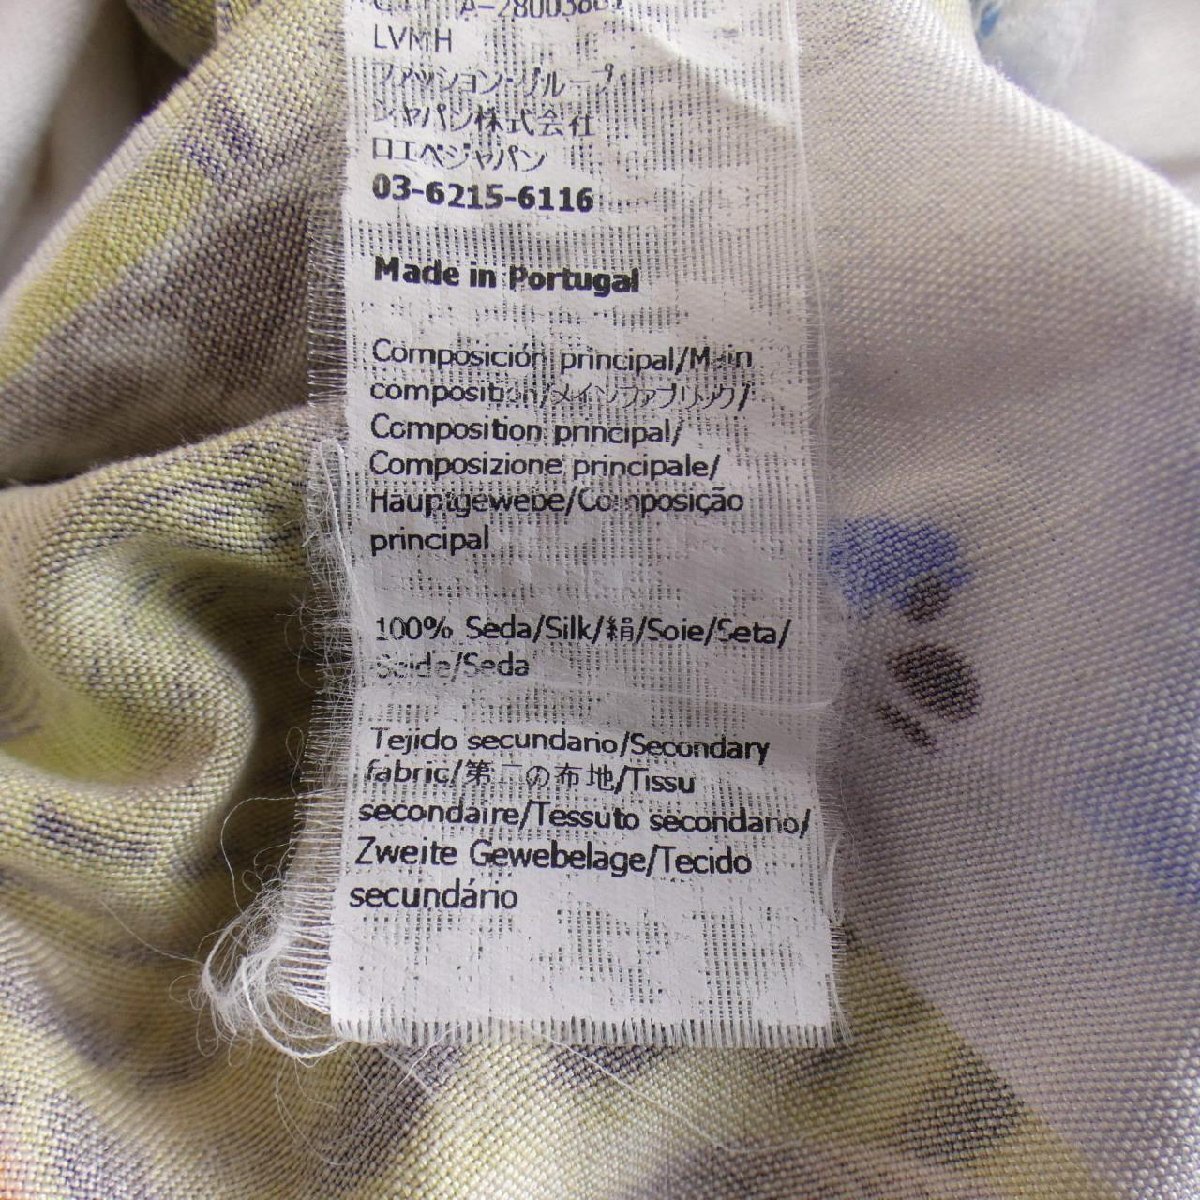 LVMH
ファッション・グループ
ジャパン株式会社
ロエベジャパン
03-6215-6116
Made in Portugal
Composición principal/Main
composition/メインファブリック/
Composition principal/
Composizione principale/
Hauptgewebe/Composição
principal
100% Seda/Silk/絹/Soie/Seta/
Seide/Seda
Tejido secundario/Secondary
fabric/第二の布地/Tissu
secondaire/Tessuto secondario/
Zweite Gewebelage/Tecido
secundário